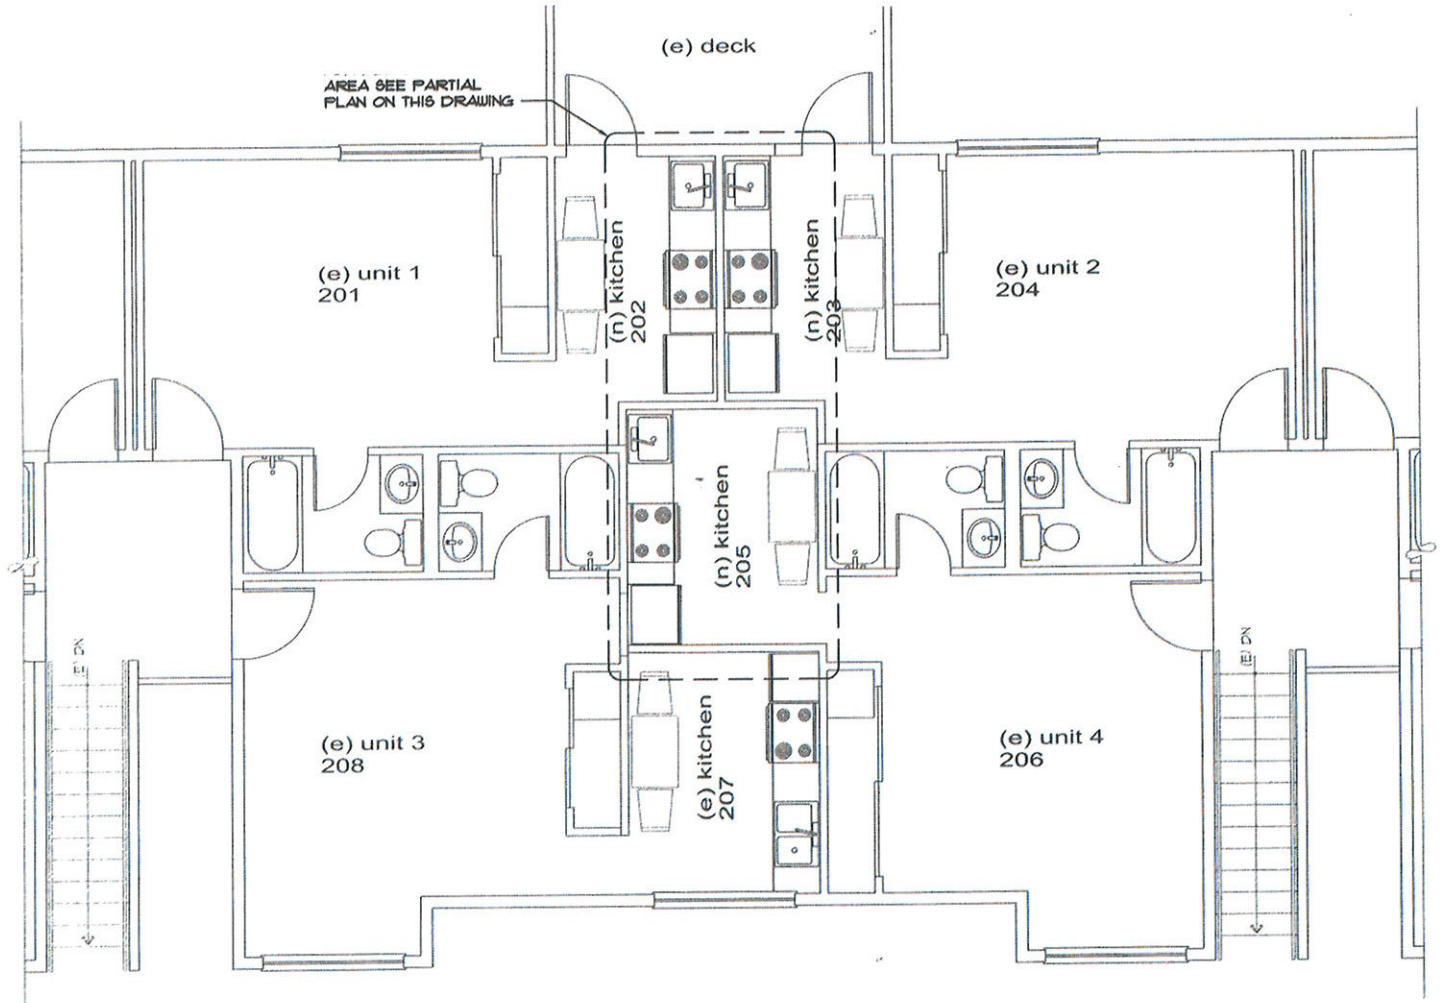 (e) deck
AREA SEE PARTIAL
PLAN ON THIS DRAWING
(e) unit 1
201
(n) kitchen
202
(n) kitchen
203
(e) unit 2
204
(n) kitchen
205
(E) DN
(E) DN
(e) unit 3
208
(e) kitchen
207
(e) unit 4
206